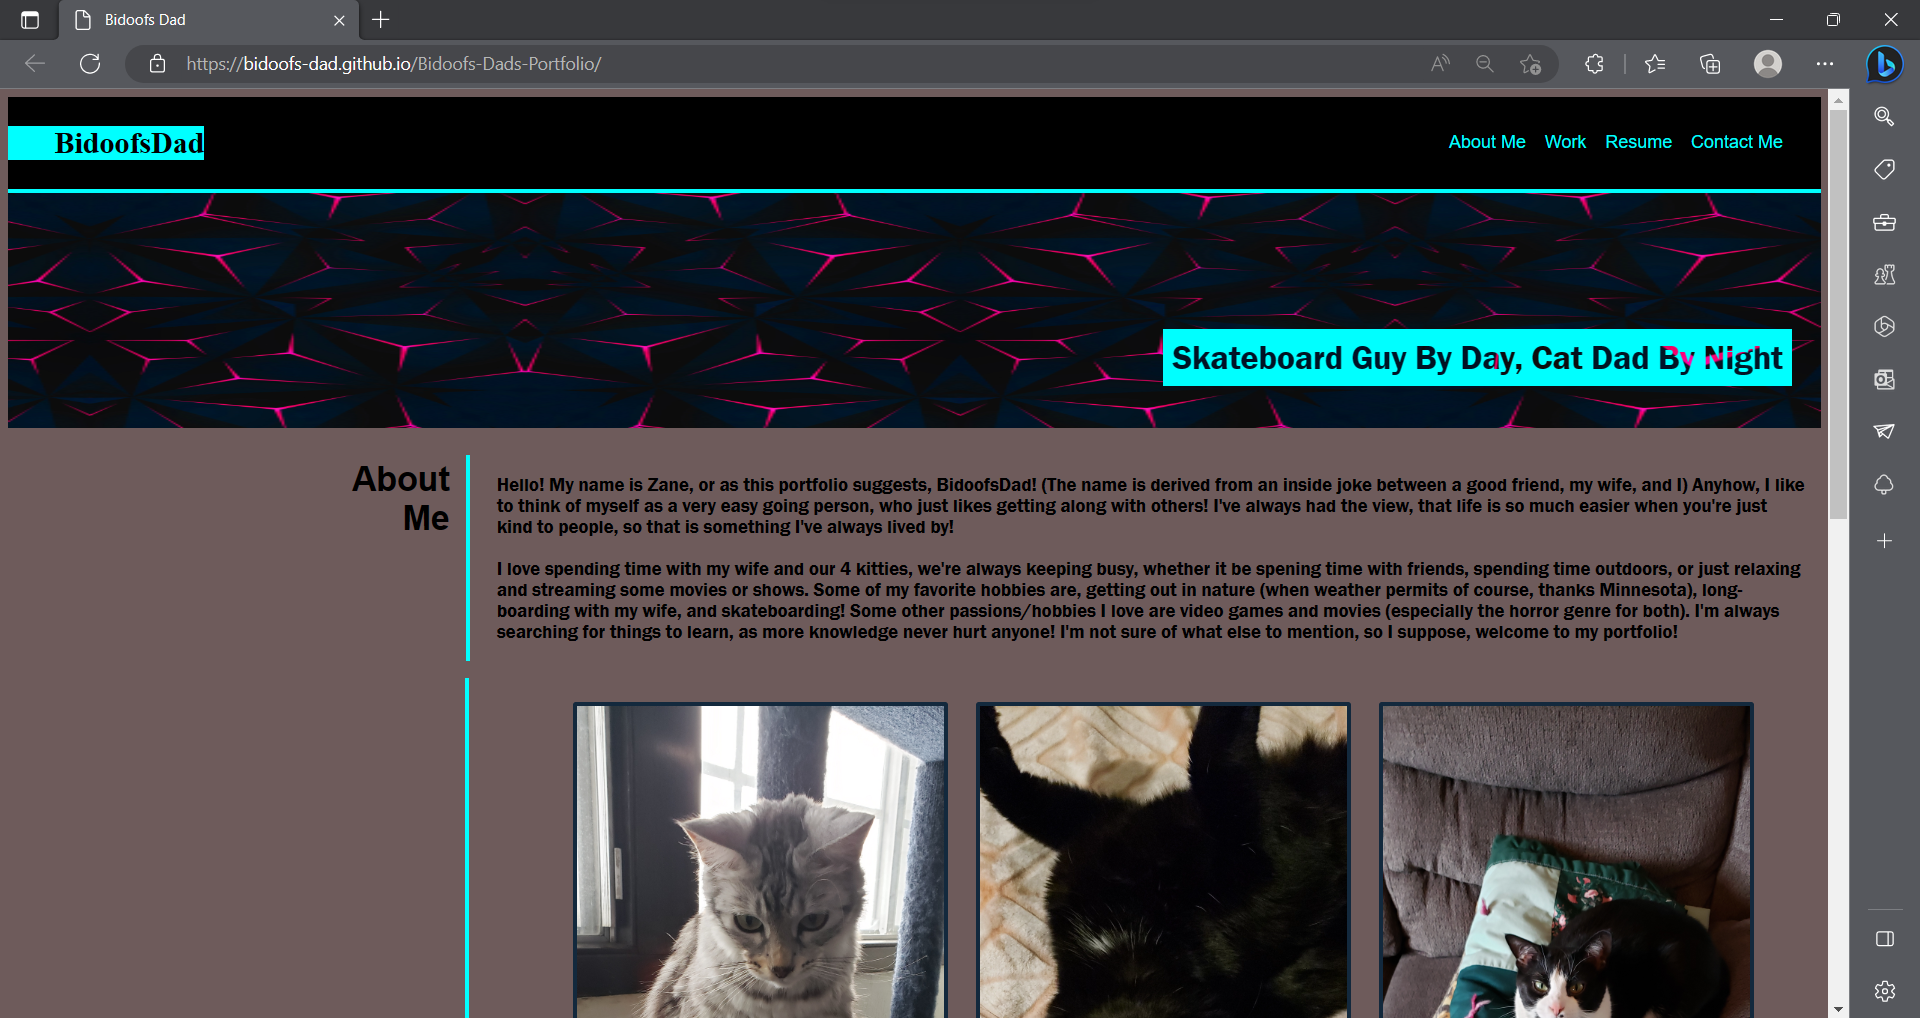 Bidoofs Dad
https://bidoofs-dad.github.io/Bidoofs-Dads-Portfolio/
BidoofsDad
About Me Work Resume Contact Me
Skateboard Guy By Day, Cat Dad By Night
About
Me
Hello! My name is Zane, or as this portfolio suggests, BidoofsDad! (The name is derived from an inside joke between a good friend, my wife, and I) Anyhow, I like
to think of myself as a very easy going person, who just likes getting along with others! I've always had the view, that life is so much easier when you're just
kind to people, so that is something I've always lived by!
I love spending time with my wife and our 4 kitties, we're always keeping busy, whether it be spening time with friends, spending time outdoors, or just relaxing
and streaming some movies or shows. Some of my favorite hobbies are, getting out in nature (when weather permits of course, thanks Minnesota), long-
boarding with my wife, and skateboarding! Some other passions/hobbies I love are video games and movies (especially the horror genre for both). I'm always
searching for things to learn, as more knowledge never hurt anyone! I'm not sure of what else to mention, so I suppose, welcome to my portfolio!